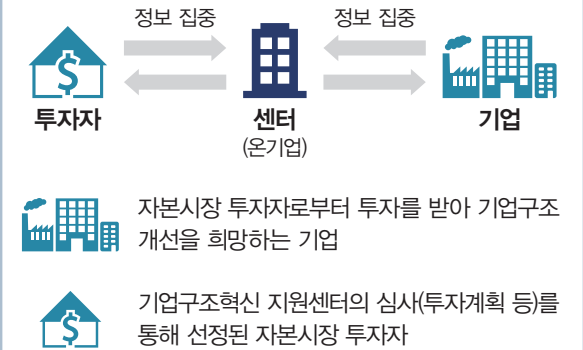 정보 집중 정보 집중
$
투자자 센터 기업
(온기업)
자본시장 투자자로부터 투자를 받아 기업구조
개선을 희망하는 기업
$
기업구조혁신 지원센터의 심사(투자계획 등)를
통해 선정된 자본시장 투자자